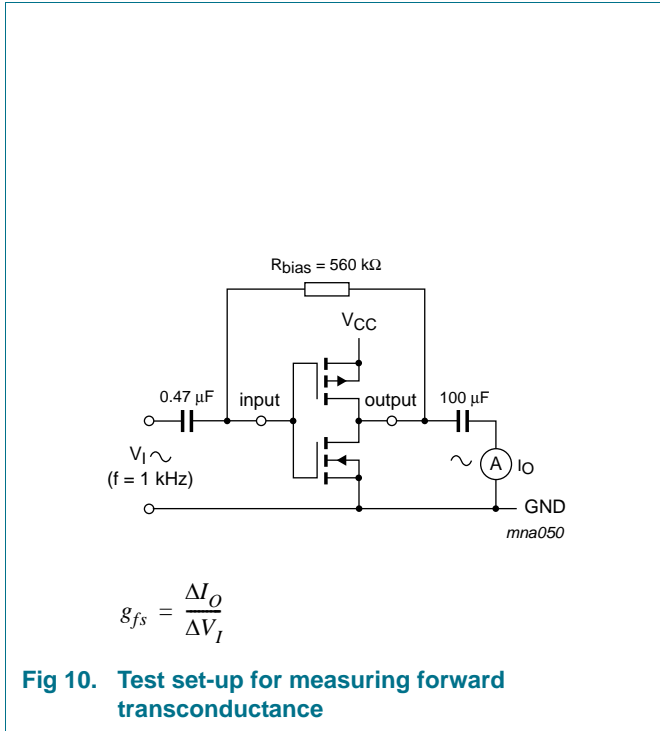 Rbias = 560 kΩ
VCC
0.47 μF
input
output
100 μF
VI
(f = 1 kHz)
A
IO
GND
mna050
gfs = ΔIO / ΔVI
Fig 10. Test set-up for measuring forward
transconductance